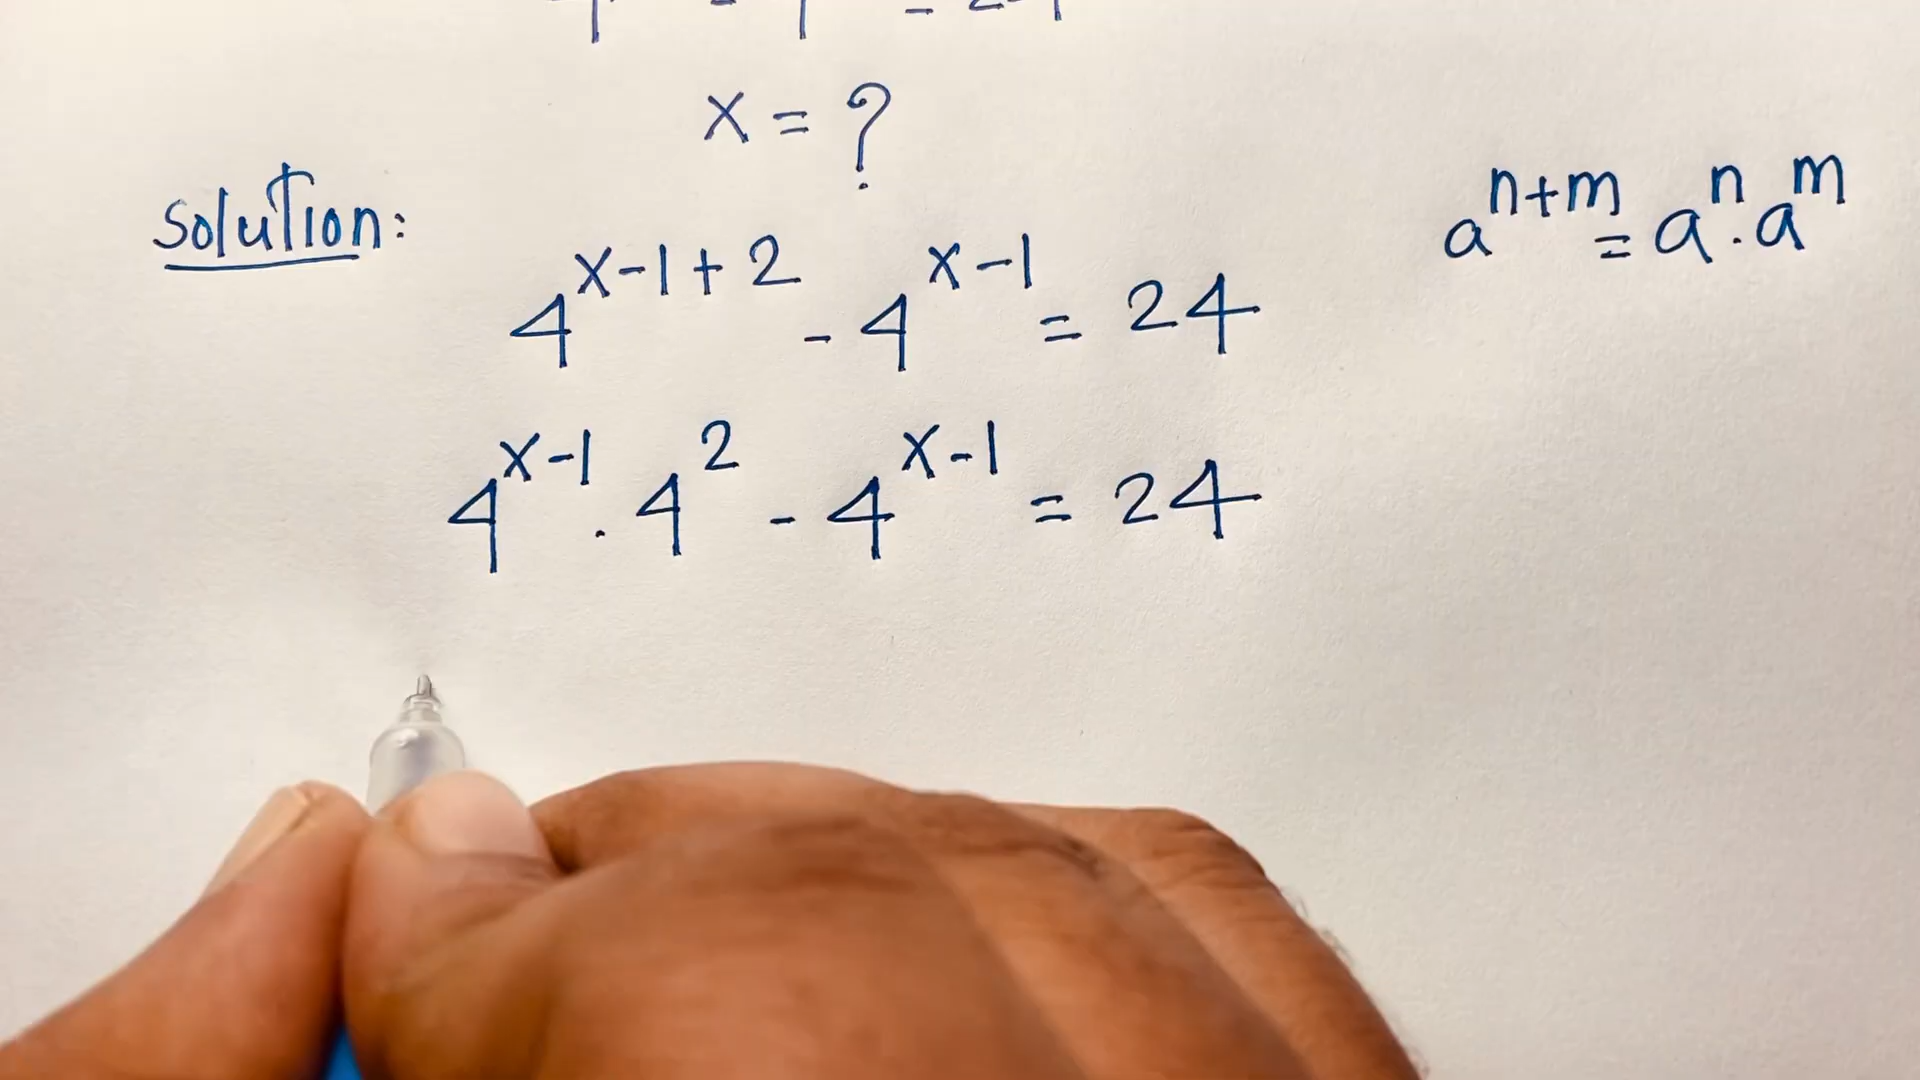 x = ?
Solution:
a^{n+m} = a^n . a^m
4^{x-1+2} - 4^{x-1} = 24
4^{x-1} . 4^2 - 4^{x-1} = 24